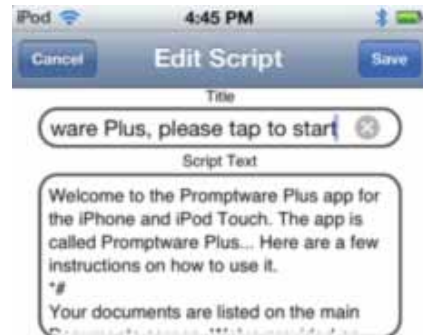 iPod 4:45 PM
Cancel Edit Script Save
Title
ware Plus, please tap to start
Script Text
Welcome to the Promptware Plus app for
the iPhone and iPod Touch. The app is
called Promptware Plus... Here are a few
instructions on how to use it.
*#
Your documents are listed on the main